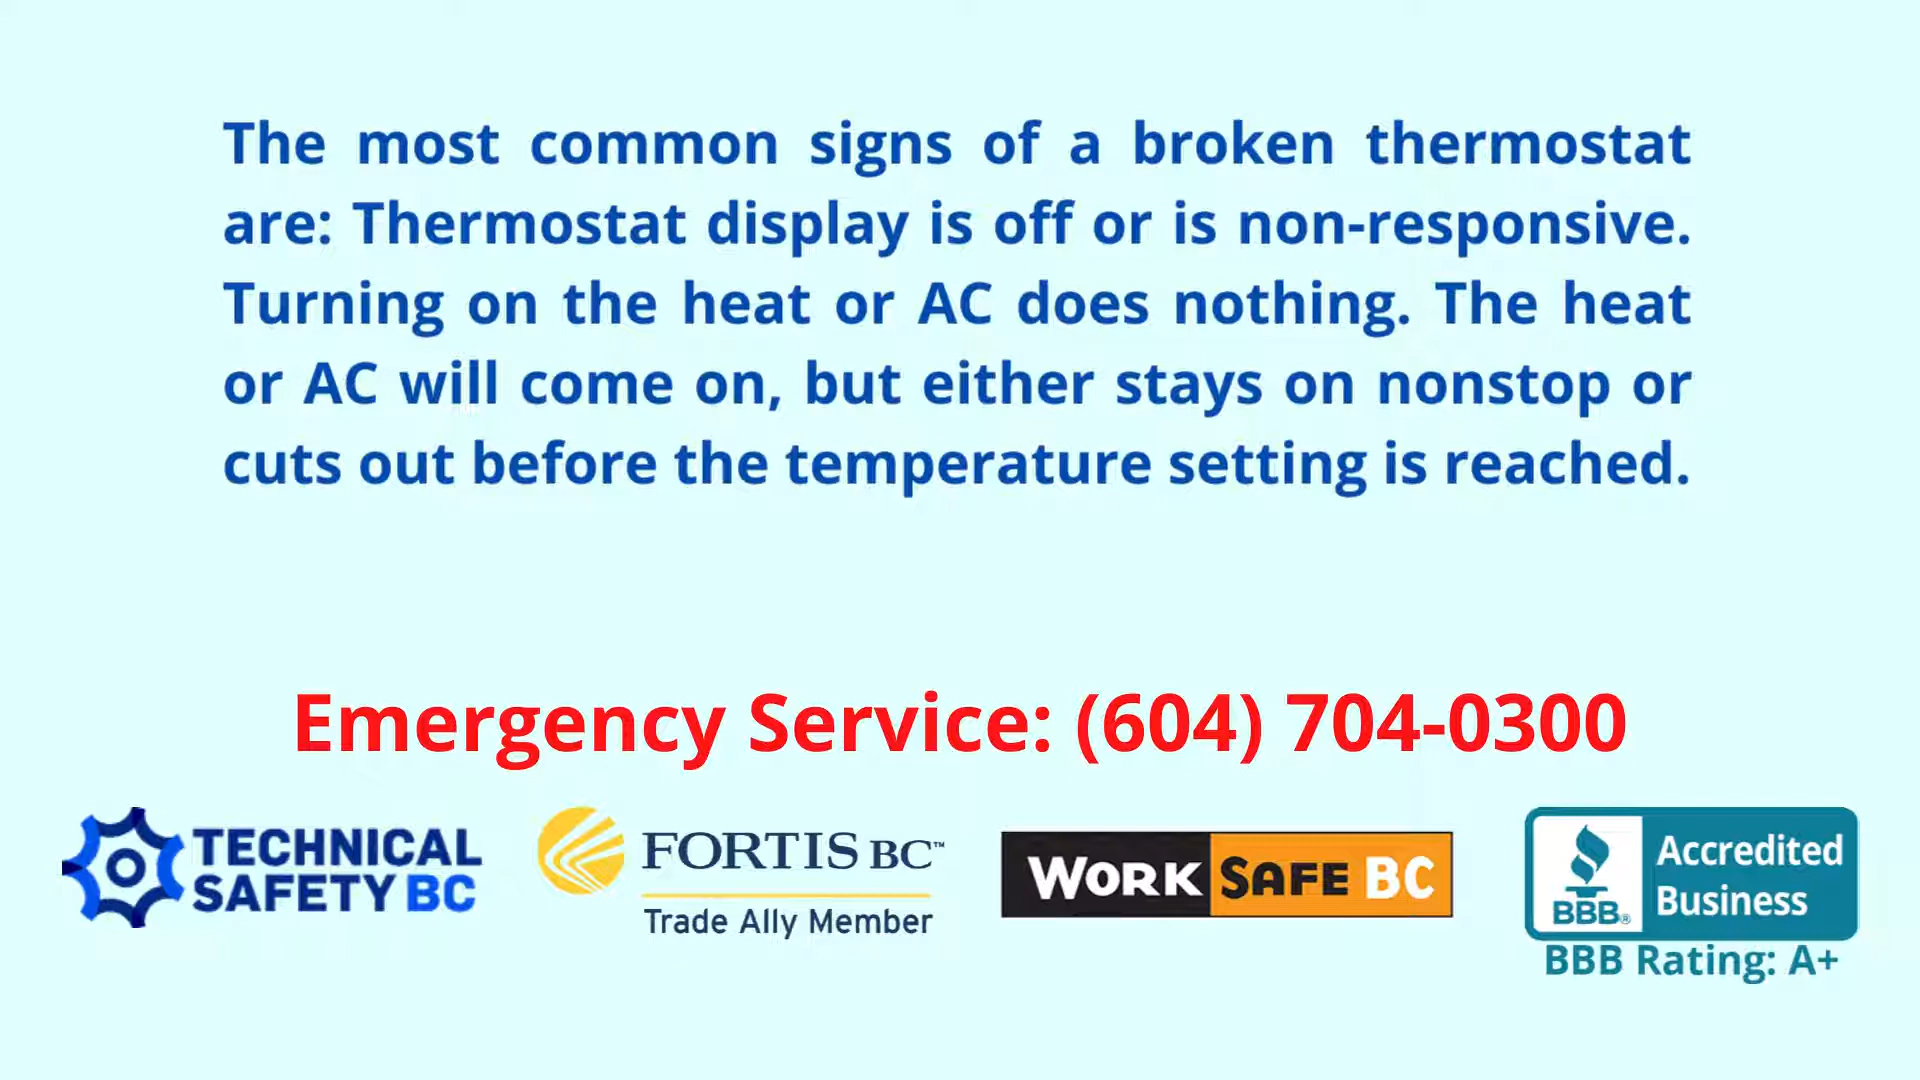 The most common signs of a broken thermostat
are: Thermostat display is off or is non-responsive.
Turning on the heat or AC does nothing. The heat
or AC will come on, but either stays on nonstop or
cuts out before the temperature setting is reached.
Emergency Service: (604) 704-0300
TECHNICAL
SAFETY BC
FORTIS BC™
Trade Ally Member
WORK SAFE BC
BBB®
Accredited
Business
BBB Rating: A+